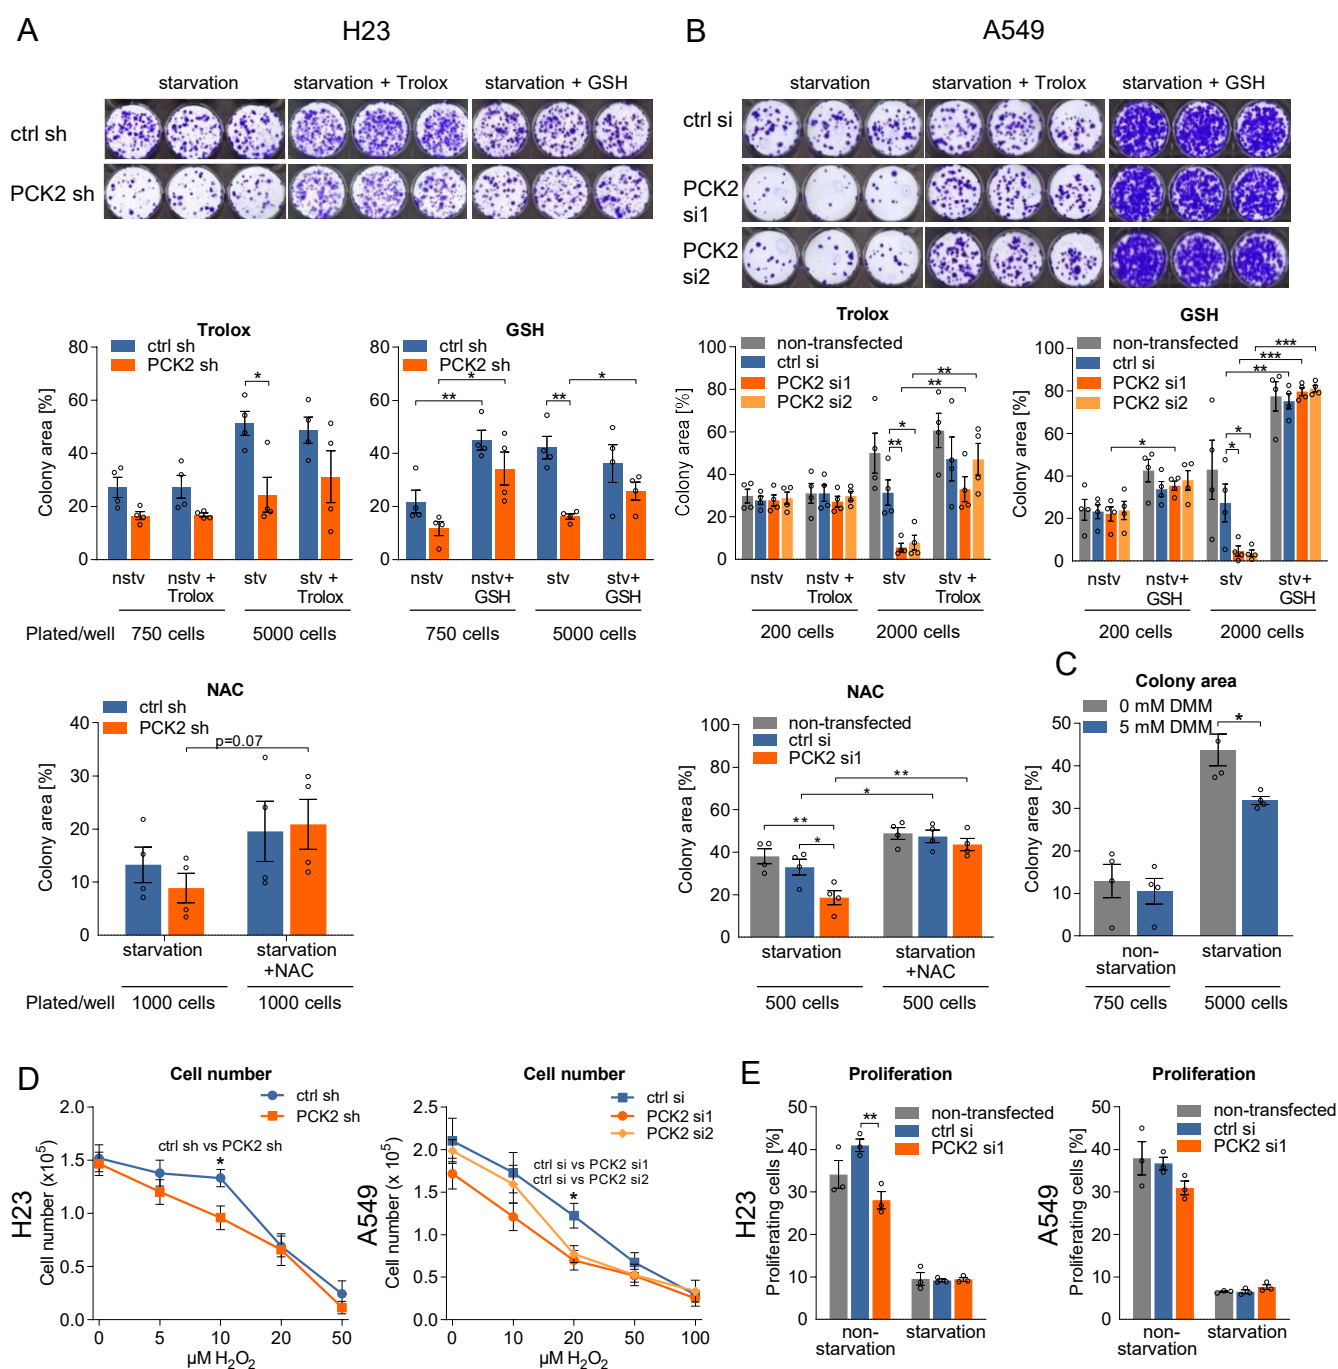 A
H23
starvation
starvation + Trolox
starvation + GSH
ctrl sh
PCK2 sh
B
A549
starvation
starvation + Trolox
starvation + GSH
ctrl si
PCK2
si1
PCK2
si2
Trolox
ctrl sh
PCK2 sh
Colony area [%]
80
60
40
20
0
*
nstv
nstv +
Trolox
stv
stv +
Trolox
Plated/well
750 cells
5000 cells
GSH
ctrl sh
PCK2 sh
Colony area [%]
80
60
40
20
0
*
**
*
**
nstv
nstv+
GSH
stv
stv+
GSH
750 cells
5000 cells
Trolox
non-transfected
ctrl si
PCK2 si1
PCK2 si2
Colony area [%]
100
80
60
40
20
0
**
**
*
**
nstv
nstv +
Trolox
stv
stv +
Trolox
200 cells
2000 cells
GSH
non-transfected
ctrl si
PCK2 si1
PCK2 si2
Colony area [%]
100
80
60
40
20
0
***
***
**
*
*
*
nstv
nstv+
GSH
stv
stv+
GSH
200 cells
2000 cells
NAC
ctrl sh
PCK2 sh
Colony area [%]
40
30
20
10
0
p=0.07
starvation
starvation
+NAC
Plated/well
1000 cells
1000 cells
NAC
non-transfected
ctrl si
PCK2 si1
Colony area [%]
100
80
60
40
20
0
**
*
**
*
starvation
starvation
+NAC
500 cells
500 cells
C
Colony area
0 mM DMM
5 mM DMM
Colony area [%]
50
40
30
20
10
0
*
non-
starvation
starvation
750 cells
5000 cells
D
H23
Cell number
ctrl sh
PCK2 sh
Cell number (x10⁵)
2.0
1.5
1.0
0.5
0.0
ctrl sh vs PCK2 sh
*
0
5
10
20
50
µM H₂O₂
A549
Cell number
ctrl si
PCK2 si1
PCK2 si2
Cell number (x 10⁵)
2.5
2.0
1.5
1.0
0.5
0.0
ctrl si vs PCK2 si1
ctrl si vs PCK2 si2
*
0
10
20
50
100
µM H₂O₂
E
H23
Proliferation
non-transfected
ctrl si
PCK2 si1
Proliferating cells [%]
50
40
30
20
10
0
**
non-
starvation
starvation
A549
Proliferation
non-transfected
ctrl si
PCK2 si1
Proliferating cells [%]
50
40
30
20
10
0
non-
starvation
starvation